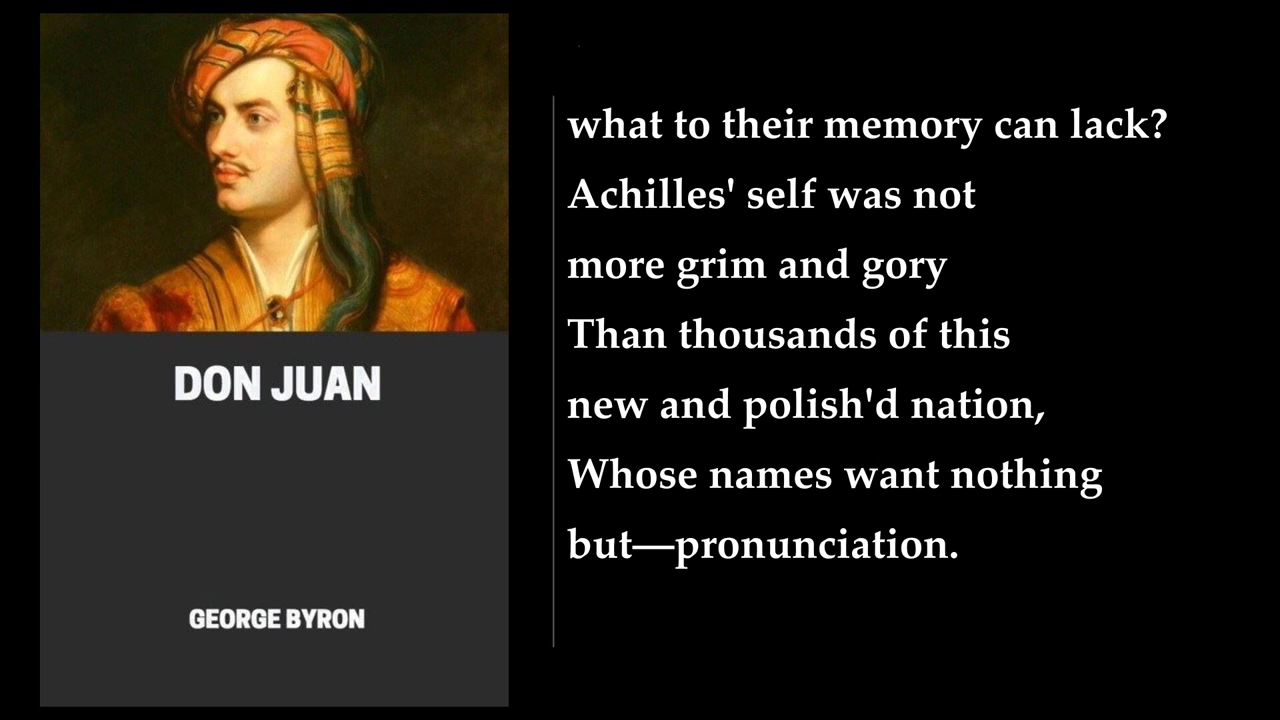 DON JUAN
GEORGE BYRON
what to their memory can lack?
Achilles' self was not
more grim and gory
Than thousands of this
new and polish'd nation,
Whose names want nothing
but—pronunciation.